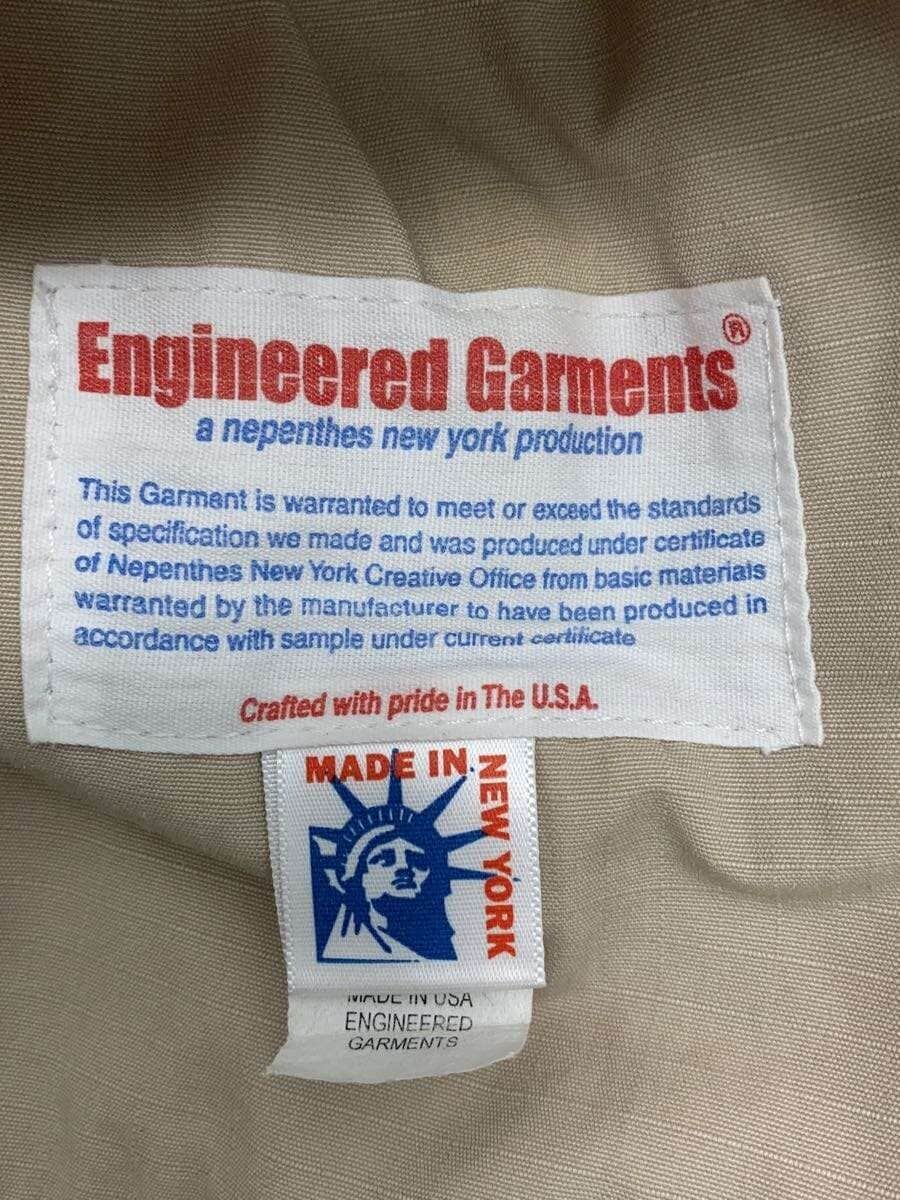 Engineered Garments®
a nepenthes new york production
This Garment is warranted to meet or exceed the standards
of specification we made and was produced under certificate
of Nepenthes New York Creative Office from basic materials
warranted by the manufacturer to have been produced in
accordance with sample under current certificate
Crafted with pride in The U.S.A.
MADE IN
NEW YORK
MADE IN USA
ENGINEERED
GARMENTS